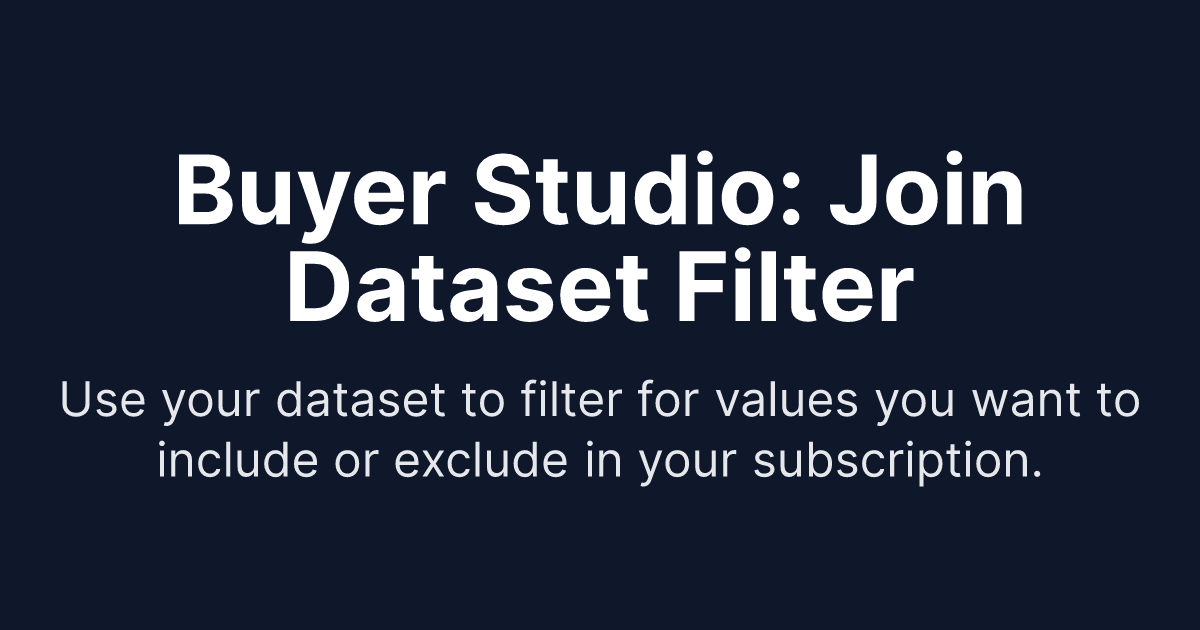 Buyer Studio: Join
Dataset Filter
Use your dataset to filter for values you want to
include or exclude in your subscription.